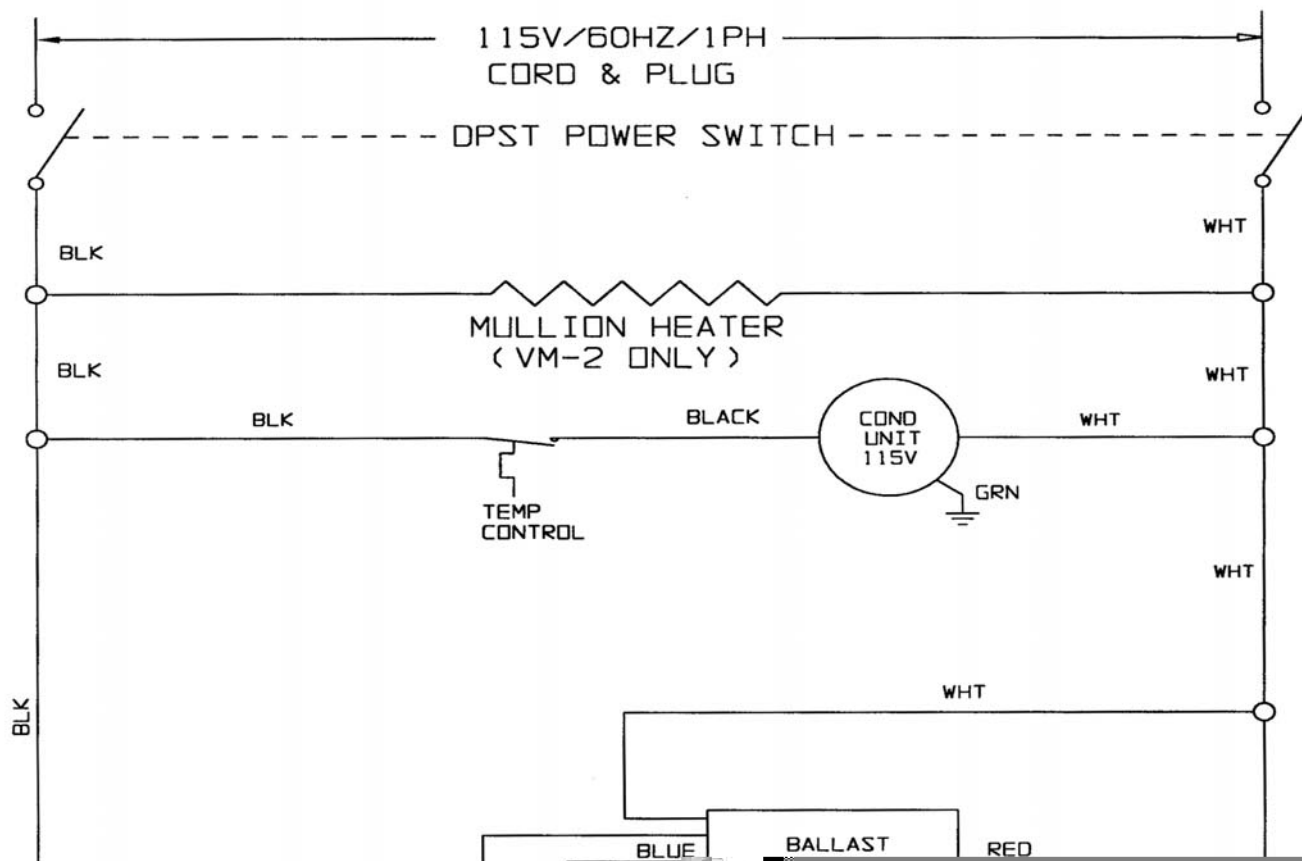 115V/60HZ/1PH
CORD & PLUG
DPST POWER SWITCH
WHT
BLK
MULLION HEATER
(VM-2 ONLY)
BLK
WHT
BLK
BLACK
COND
UNIT
115V
WHT
GRN
TEMP
CONTROL
WHT
WHT
BLK
BLUE
BALLAST
RED